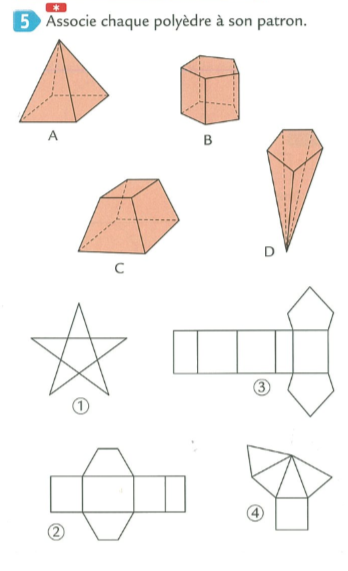 *
5 Associe chaque polyèdre à son patron.
A
B
D
C
①
③
②
④